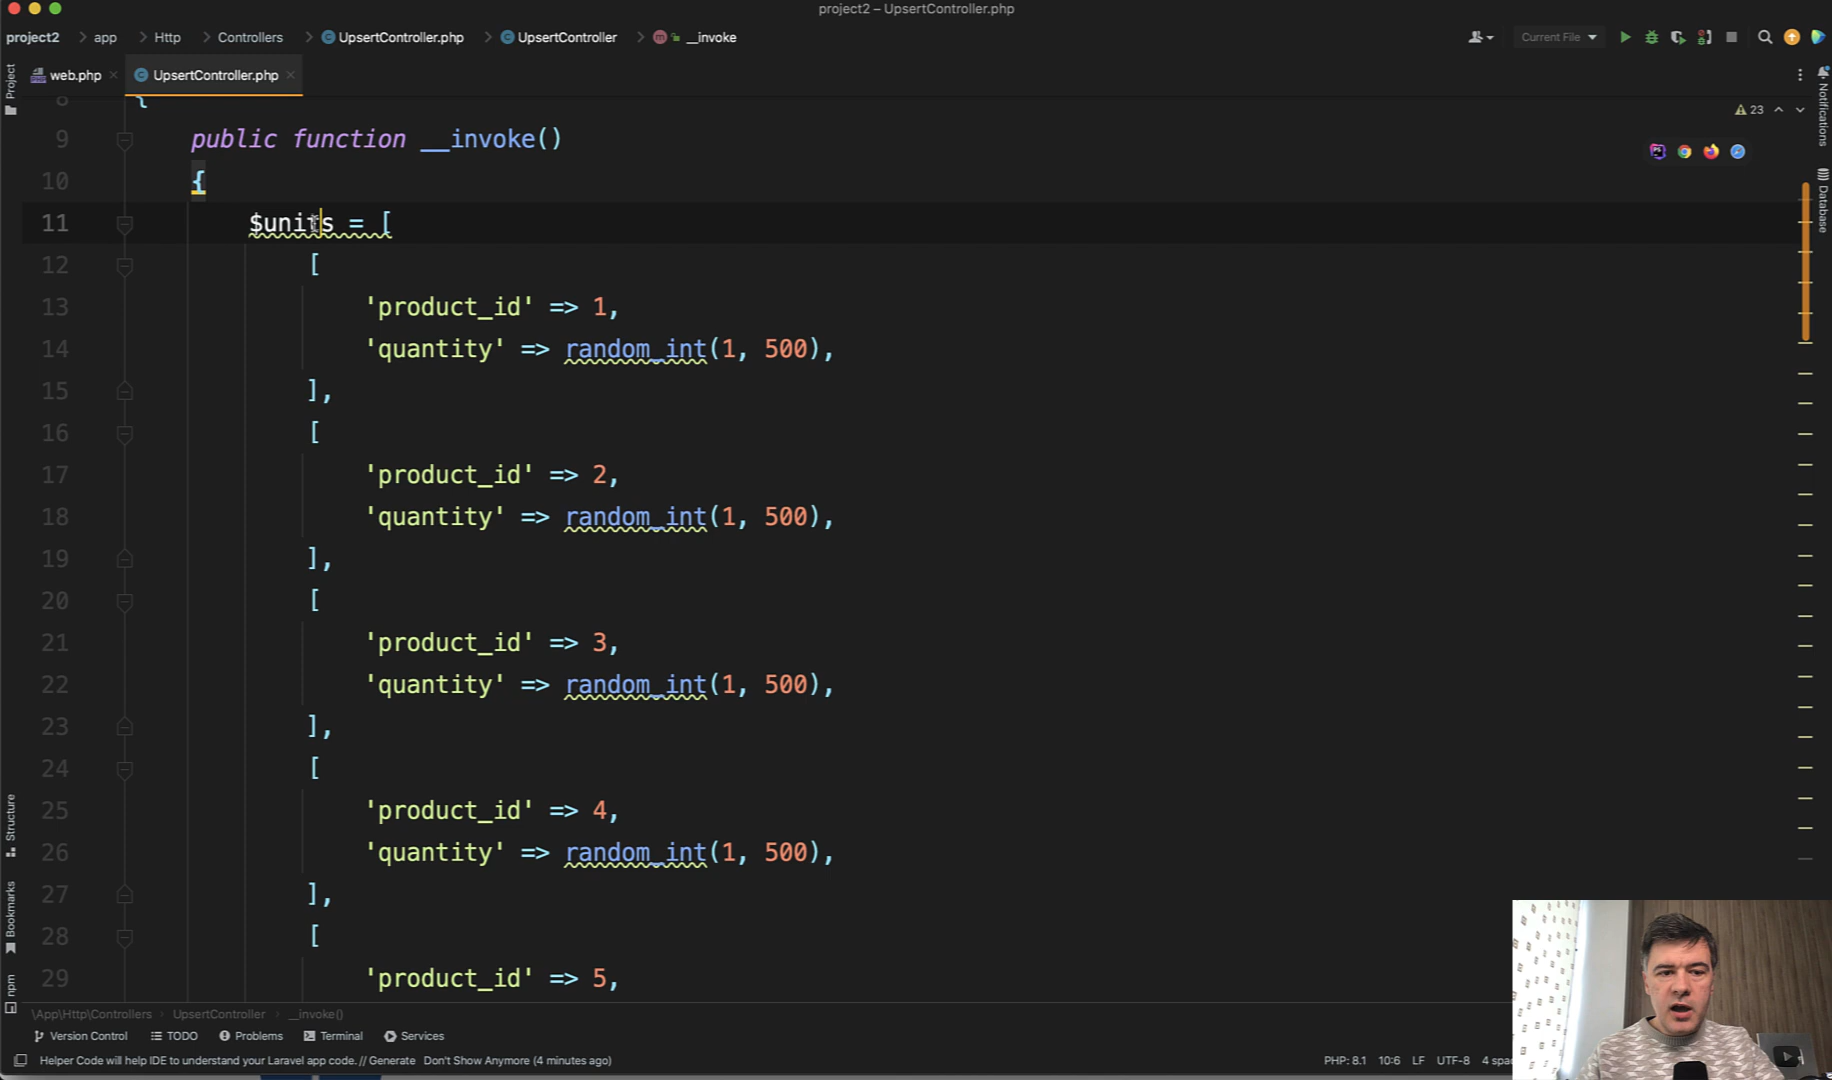 project2 – UpsertController.php
project2 > app > Http > Controllers > UpsertController.php > UpsertController > __invoke
Current File
Project
web.php
UpsertController.php
Notifications
23
8 {
9 public function __invoke()
10 {
11 $units = [
12 [
13 'product_id' => 1,
14 'quantity' => random_int(1, 500),
15 ],
16 [
17 'product_id' => 2,
18 'quantity' => random_int(1, 500),
19 ],
20 [
21 'product_id' => 3,
22 'quantity' => random_int(1, 500),
23 ],
24 [
25 'product_id' => 4,
26 'quantity' => random_int(1, 500),
27 ],
28 [
29 'product_id' => 5,
Database
Structure
Bookmarks
npm
\App\Http\Controllers > UpsertController > __invoke()
Version Control TODO Problems Terminal Services
Helper Code will help IDE to understand your Laravel app code. // Generate Don't Show Anymore (4 minutes ago)
PHP: 8.1 10:6 LF UTF-8 4